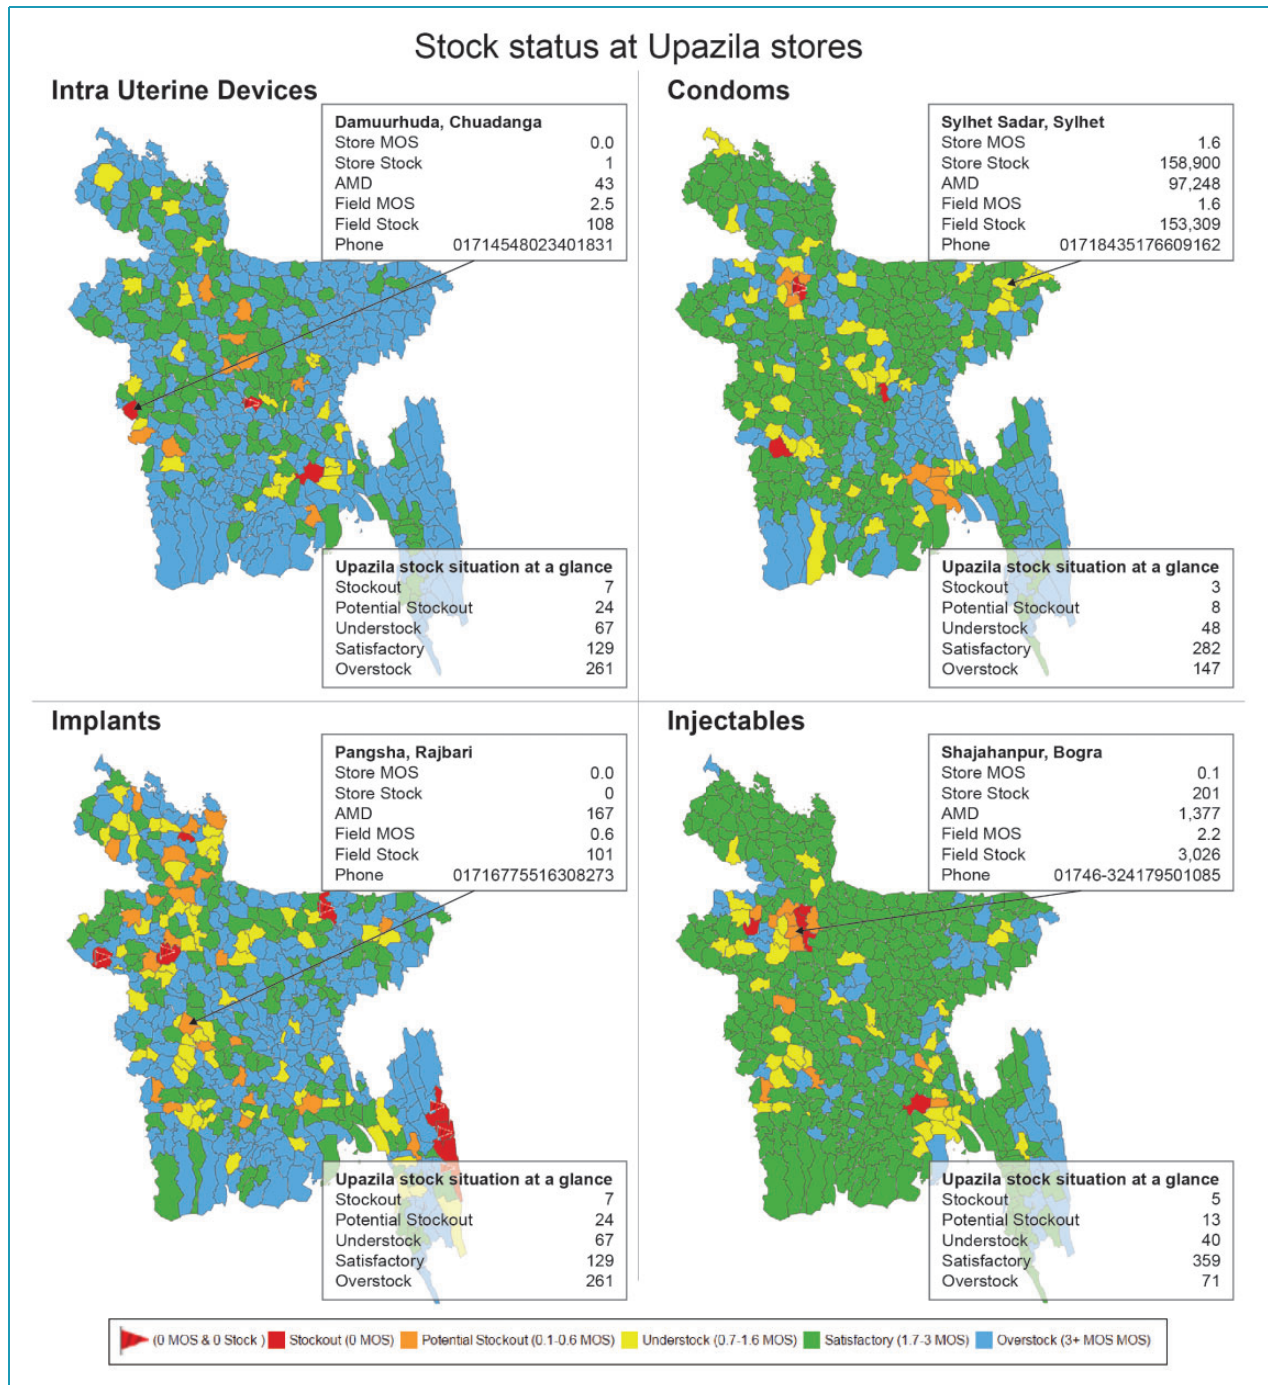 Stock status at Upazila stores
Intra Uterine Devices
Damuurhuda, Chuadanga
Store MOS 0.0
Store Stock 1
AMD 43
Field MOS 2.5
Field Stock 108
Phone 01714548023401831
Upazila stock situation at a glance
Stockout 7
Potential Stockout 24
Understock 67
Satisfactory 129
Overstock 261
Condoms
Sylhet Sadar, Sylhet
Store MOS 1.6
Store Stock 158,900
AMD 97,248
Field MOS 1.6
Field Stock 153,309
Phone 01718435176609162
Upazila stock situation at a glance
Stockout 3
Potential Stockout 8
Understock 48
Satisfactory 282
Overstock 147
Implants
Pangsha, Rajbari
Store MOS 0.0
Store Stock 0
AMD 167
Field MOS 0.6
Field Stock 101
Phone 01716775516308273
Upazila stock situation at a glance
Stockout 7
Potential Stockout 24
Understock 67
Satisfactory 129
Overstock 261
Injectables
Shajahanpur, Bogra
Store MOS 0.1
Store Stock 201
AMD 1,377
Field MOS 2.2
Field Stock 3,026
Phone 01746-324179501085
Upazila stock situation at a glance
Stockout 5
Potential Stockout 13
Understock 40
Satisfactory 359
Overstock 71
(0 MOS & 0 Stock ) Stockout (0 MOS) Potential Stockout (0.1-0.6 MOS) Understock (0.7-1.6 MOS) Satisfactory (1.7-3 MOS) Overstock (3+ MOS MOS)